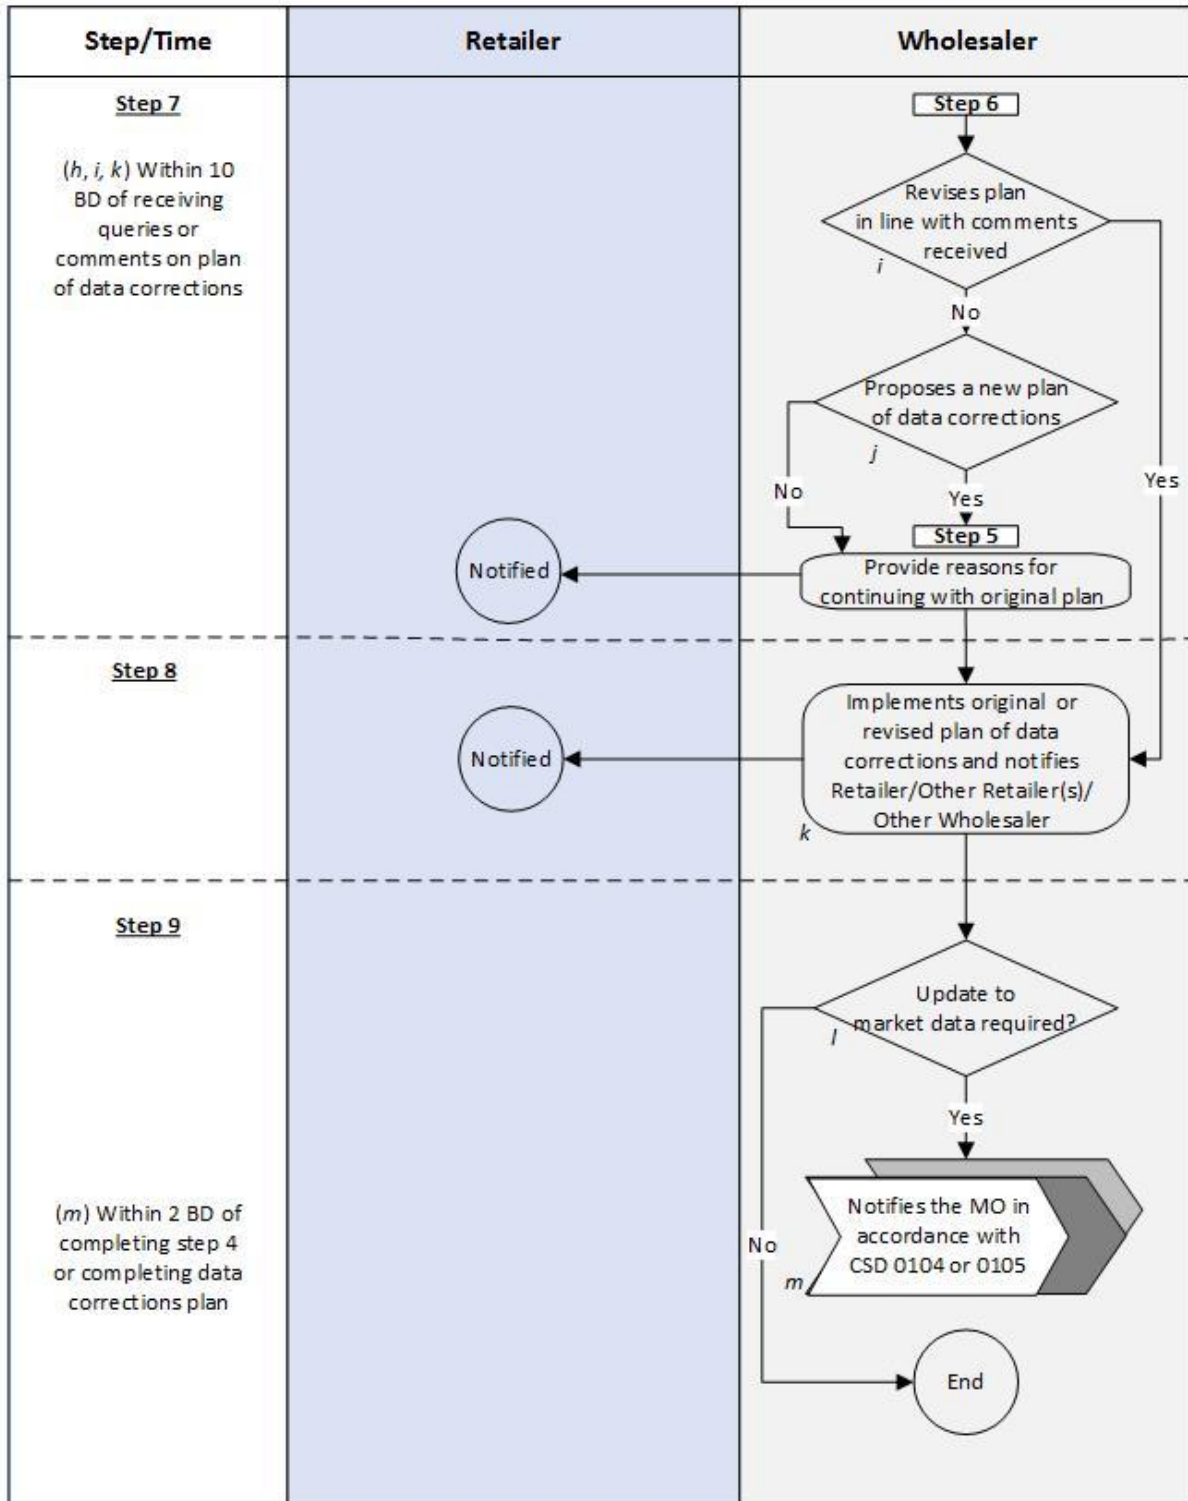 Step/Time
Retailer
Wholesaler
Step 7
(h, i, k) Within 10
BD of receiving
queries or
comments on plan
of data corrections
Step 6
Revises plan
in line with comments
received
i
No
Yes
Proposes a new plan
of data corrections
j
No
Yes
Step 5
Provide reasons for
continuing with original plan
Notified
Step 8
Implements original or
revised plan of data
corrections and notifies
Retailer/Other Retailer(s)/
Other Wholesaler
k
Notified
Step 9
Update to
market data required?
l
Yes
No
(m) Within 2 BD of
completing step 4
or completing data
corrections plan
Notifies the MO in
accordance with
CSD 0104 or 0105
m
End